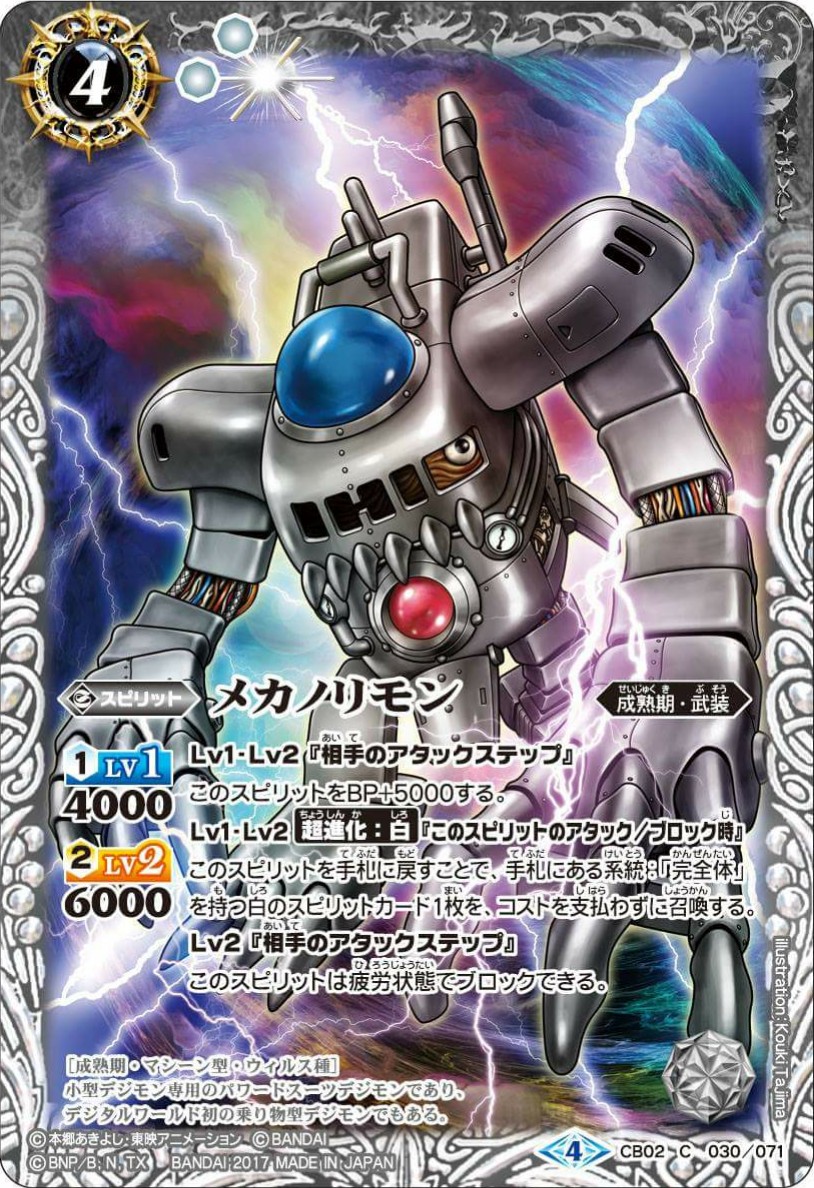 4
スピリット メカノリモン 成熟期・武装
1 LV1
4000
2 LV2
6000
Lv1・Lv2『相手のアタックステップ』
このスピリットをBP+5000する。
Lv1・Lv2 超進化：白『このスピリットのアタック／ブロック時』
このスピリットを手札に戻すことで、手札にある系統：「完全体」
を持つ白のスピリットカード1枚を、コストを支払わずに召喚する。
Lv2『相手のアタックステップ』
このスピリットは疲労状態でブロックできる。
［成熟期・マシーン型・ウィルス種］
小型デジモン専用のパワードスーツデジモンであり、
デジタルワールド初の乗り物型デジモンでもある。
illustration:Kouki Tajima
©本郷あきよし・東映アニメーション ©BANDAI
©BNP/B, N, TX BANDAI 2017 MADE IN JAPAN
4 CB02 C 030/071